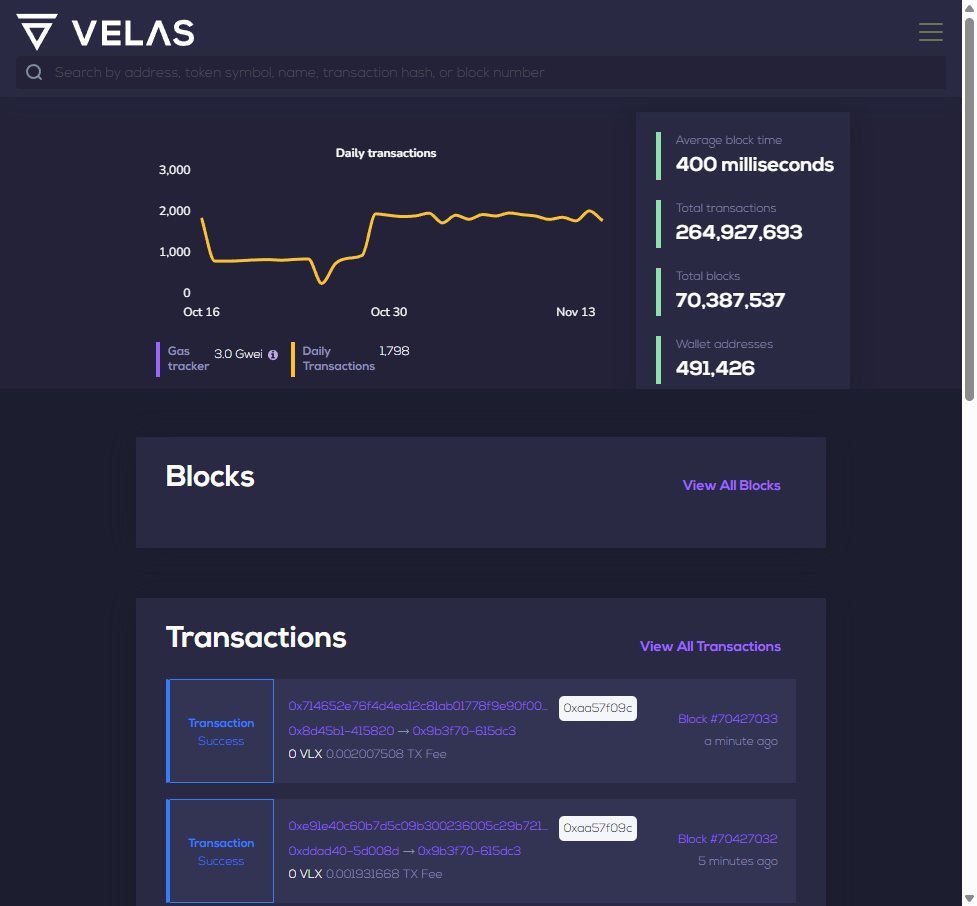 VELAS
Search by address, token symbol, name, transaction hash, or block number
Daily transactions
3,000
2,000
1,000
0
Oct 16
Oct 30
Nov 13
Gas
tracker
3.0 Gwei
Daily
Transactions
1,798
Average block time
400 milliseconds
Total transactions
264,927,693
Total blocks
70,387,537
Wallet addresses
491,426
Blocks
View All Blocks
Transactions
View All Transactions
Transaction
Success
0x714652e76f4d4ea12c81ab01778f9e90f00...
0xaa57f09c
0x8d45b1-415820 → 0x9b3f70-615dc3
0 VLX 0.002007508 TX Fee
Block #70427033
a minute ago
Transaction
Success
0xe91e40c60b7d5c09b300236005c29b721...
0xaa57f09c
0xddad40-5d008d → 0x9b3f70-615dc3
0 VLX 0.001931668 TX Fee
Block #70427032
5 minutes ago